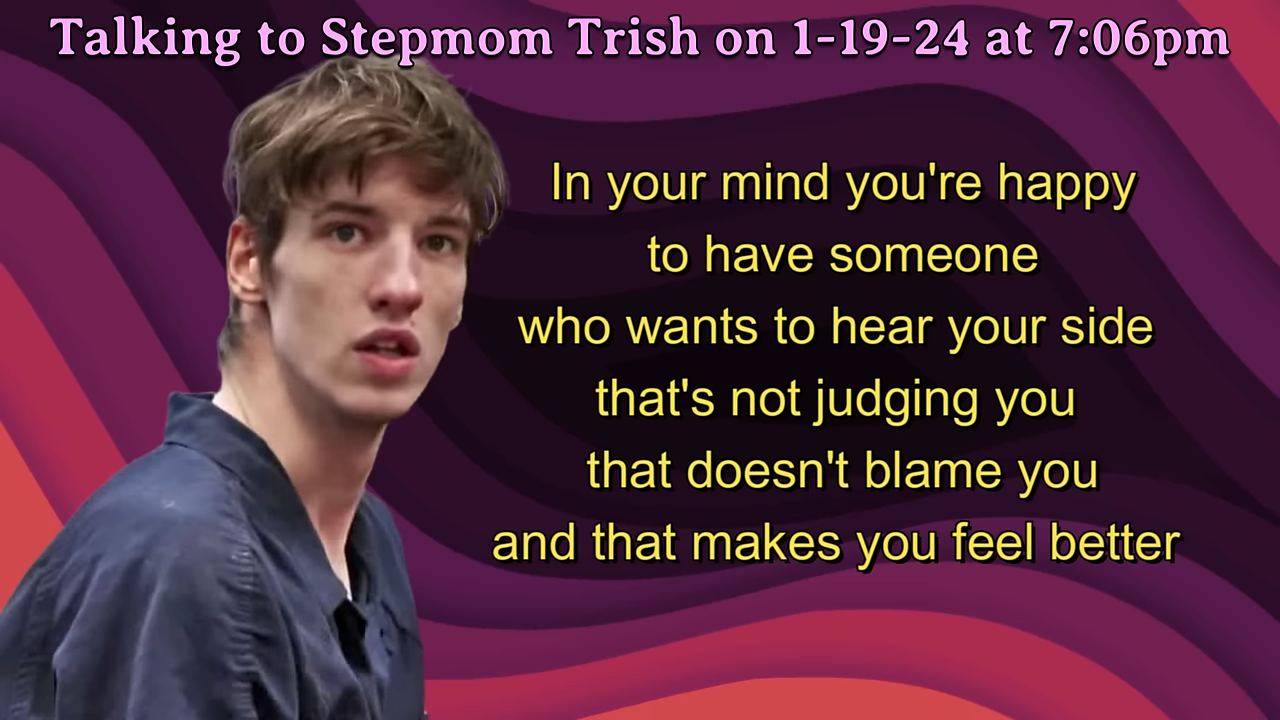 Talking to Stepmom Trish on 1-19-24 at 7:06pm
In your mind you're happy
to have someone
who wants to hear your side
that's not judging you
that doesn't blame you
and that makes you feel better